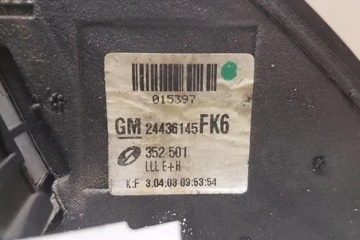 015397
GM 24436145 FK6
352 501
LLL E+H
K.F 3.04.03 09:53:54